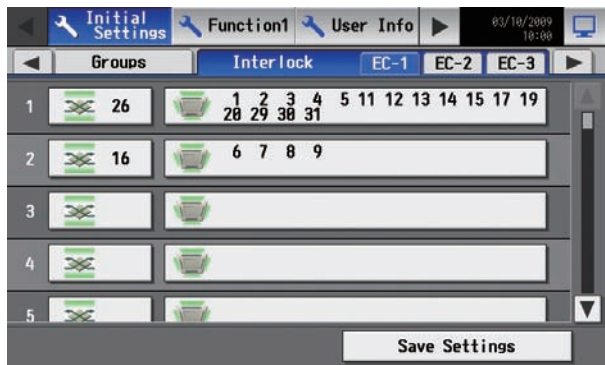 Initial Settings Function1 User Info 03/10/2009 10:00
Groups Interlock EC-1 EC-2 EC-3
1 26 1 2 3 4 5 11 12 13 14 15 17 19
20 29 30 31
2 16 6 7 8 9
3
4
5
Save Settings